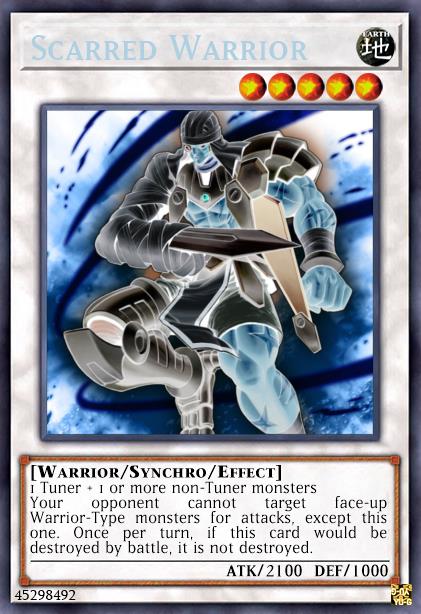 Scarred Warrior
EARTH
地
[Warrior/Synchro/Effect]
1 Tuner + 1 or more non-Tuner monsters
Your opponent cannot target face-up
Warrior-Type monsters for attacks, except this
one. Once per turn, if this card would be
destroyed by battle, it is not destroyed.
ATK/2100 DEF/1000
45298492